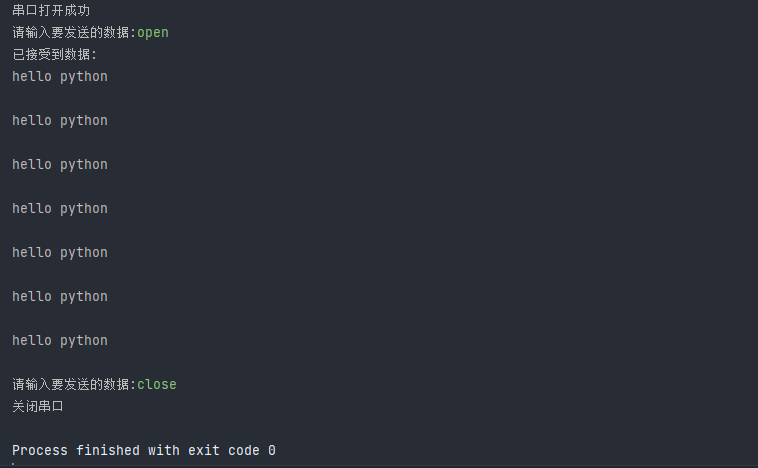 串口打开成功
请输入要发送的数据:open
已接受到数据:
hello python
hello python
hello python
hello python
hello python
hello python
hello python
请输入要发送的数据:close
关闭串口
Process finished with exit code 0